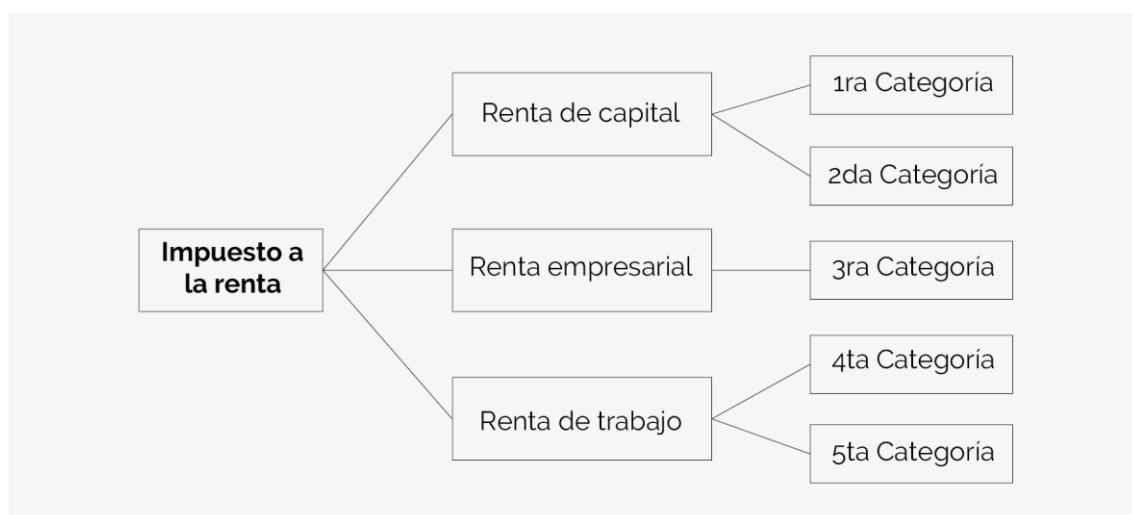 Impuesto a
la renta
Renta de capital
1ra Categoría
2da Categoría
Renta empresarial
3ra Categoría
Renta de trabajo
4ta Categoría
5ta Categoría